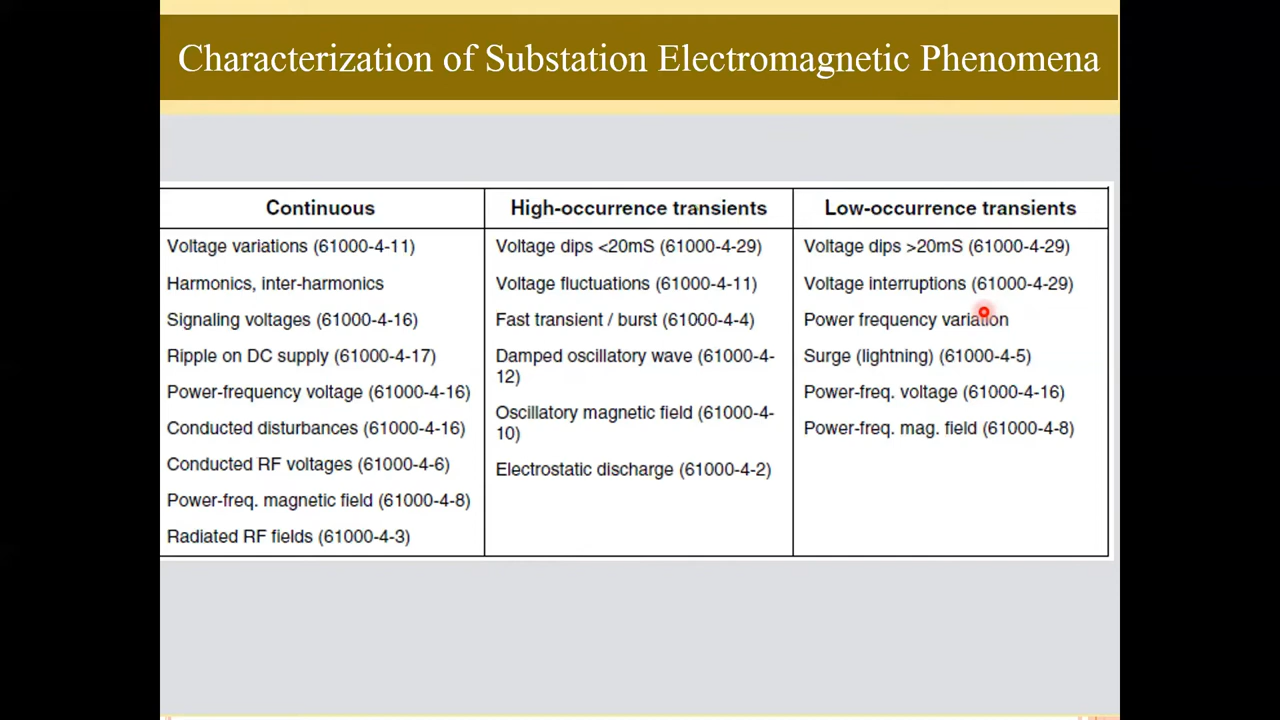 Characterization of Substation Electromagnetic Phenomena
Continuous
Voltage variations (61000-4-11)
Harmonics, inter-harmonics
Signaling voltages (61000-4-16)
Ripple on DC supply (61000-4-17)
Power-frequency voltage (61000-4-16)
Conducted disturbances (61000-4-16)
Conducted RF voltages (61000-4-6)
Power-freq. magnetic field (61000-4-8)
Radiated RF fields (61000-4-3)
High-occurrence transients
Voltage dips <20mS (61000-4-29)
Voltage fluctuations (61000-4-11)
Fast transient / burst (61000-4-4)
Damped oscillatory wave (61000-4-
12)
Oscillatory magnetic field (61000-4-
10)
Electrostatic discharge (61000-4-2)
Low-occurrence transients
Voltage dips >20mS (61000-4-29)
Voltage interruptions (61000-4-29)
Power frequency variation
Surge (lightning) (61000-4-5)
Power-freq. voltage (61000-4-16)
Power-freq. mag. field (61000-4-8)